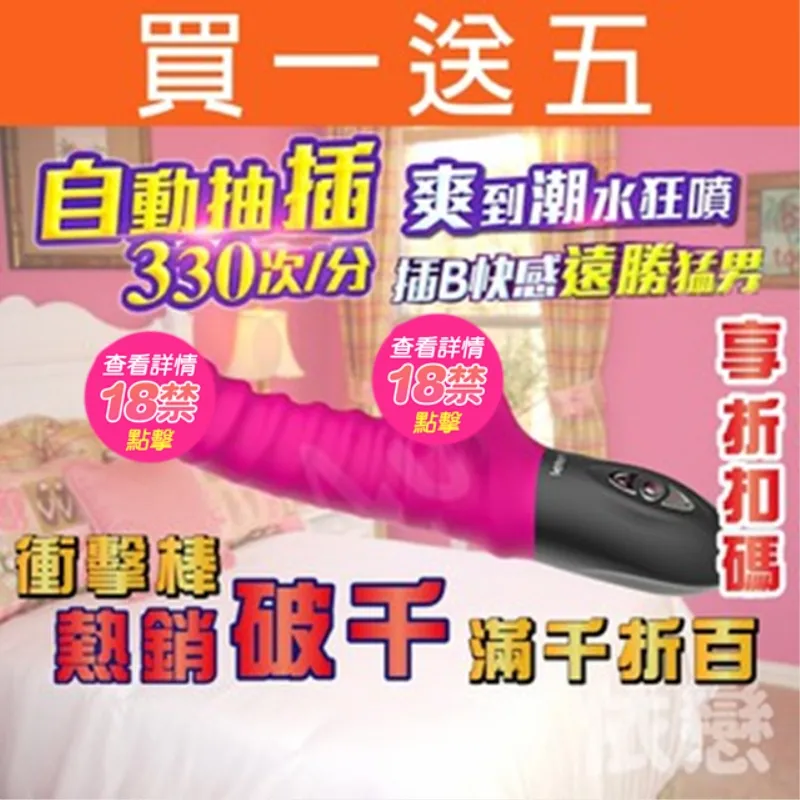 買一送五
自動抽插
330次/分
爽到潮水狂噴
插B快感遠勝猛男
查看詳情
18禁
點擊
查看詳情
18禁
點擊
享折扣碼
衝擊棒
熱銷破千
滿千折百
依戀